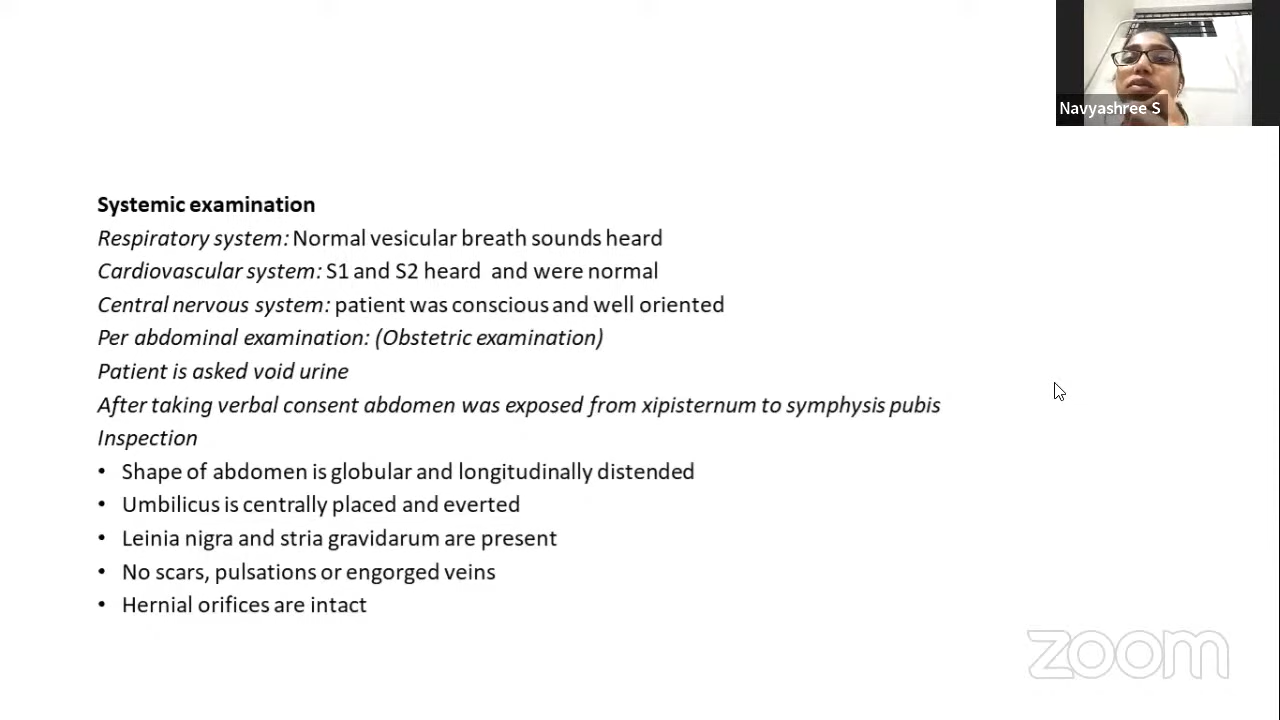 Navyashree S
Systemic examination
Respiratory system: Normal vesicular breath sounds heard
Cardiovascular system: S1 and S2 heard  and were normal
Central nervous system: patient was conscious and well oriented
Per abdominal examination: (Obstetric examination)
Patient is asked void urine
After taking verbal consent abdomen was exposed from xipisternum to symphysis pubis
Inspection
• Shape of abdomen is globular and longitudinally distended
• Umbilicus is centrally placed and everted
• Leinia nigra and stria gravidarum are present
• No scars, pulsations or engorged veins
• Hernial orifices are intact
zoom